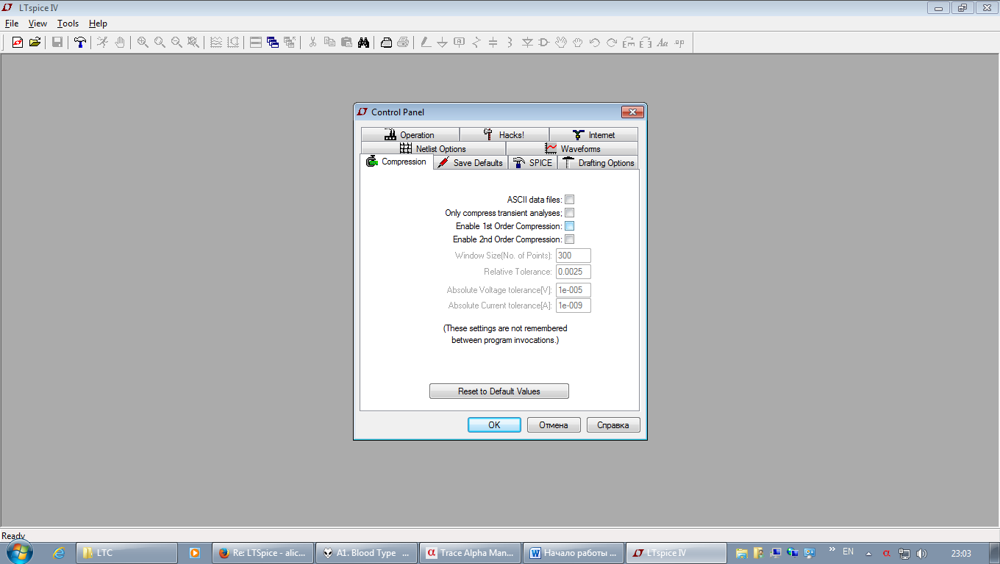 LTspice IV
File View Tools Help
Control Panel
Operation Hacks! Internet
Netlist Options Waveforms
Compression Save Defaults SPICE Drafting Options
ASCII data files:
Only compress transient analyses;
Enable 1st Order Compression:
Enable 2nd Order Compression:
Window Size(No. of Points): 300
Relative Tolerance: 0.0025
Absolute Voltage tolerance[V]: 1e-005
Absolute Current tolerance[A]: 1e-009
(These settings are not remembered
between program invocations.)
Reset to Default Values
OK Отмена Справка
Ready
LTC Re: LTSpice - alic... A1. Blood Type ... Trace Alpha Man... Начало работы ... LTspice IV EN 23:03